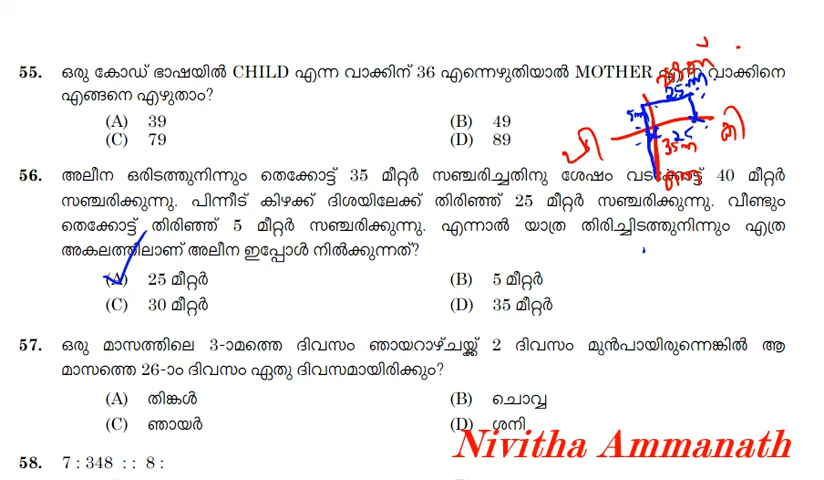 55. ഒരു കോഡ് ഭാഷയിൽ CHILD എന്ന വാക്കിന് 36 എന്നെഴുതിയാൽ MOTHER എന്ന വാക്കിനെ
എങ്ങനെ എഴുതാം?
(A) 39 (B) 49
(C) 79 (D) 89
5m 25m
25
35m
കി
56. അലീന ഒരിടത്തുനിന്നും തെക്കോട്ട് 35 മീറ്റർ സഞ്ചരിച്ചതിനു ശേഷം വടക്കോട്ട് 40 മീറ്റർ
സഞ്ചരിക്കുന്നു. പിന്നീട് കിഴക്ക് ദിശയിലേക്ക് തിരിഞ്ഞ് 25 മീറ്റർ സഞ്ചരിക്കുന്നു. വീണ്ടും
തെക്കോട്ട് തിരിഞ്ഞ് 5 മീറ്റർ സഞ്ചരിക്കുന്നു. എന്നാൽ യാത്ര തിരിച്ചിടത്തുനിന്നും എത്ര
അകലത്തിലാണ് അലീന ഇപ്പോൾ നിൽക്കുന്നത്?
(A) 25 മീറ്റർ (B) 5 മീറ്റർ
(C) 30 മീറ്റർ (D) 35 മീറ്റർ
57. ഒരു മാസത്തിലെ 3-ാമത്തെ ദിവസം ഞായറാഴ്ചയ്ക്ക് 2 ദിവസം മുൻപായിരുന്നെങ്കിൽ ആ
മാസത്തെ 26-ാം ദിവസം ഏതു ദിവസമായിരിക്കും?
(A) തിങ്കൾ (B) ചൊവ്വ
(C) ഞായർ (D) ശനി
Nivitha Ammanath
58. 7 : 348 : : 8 :